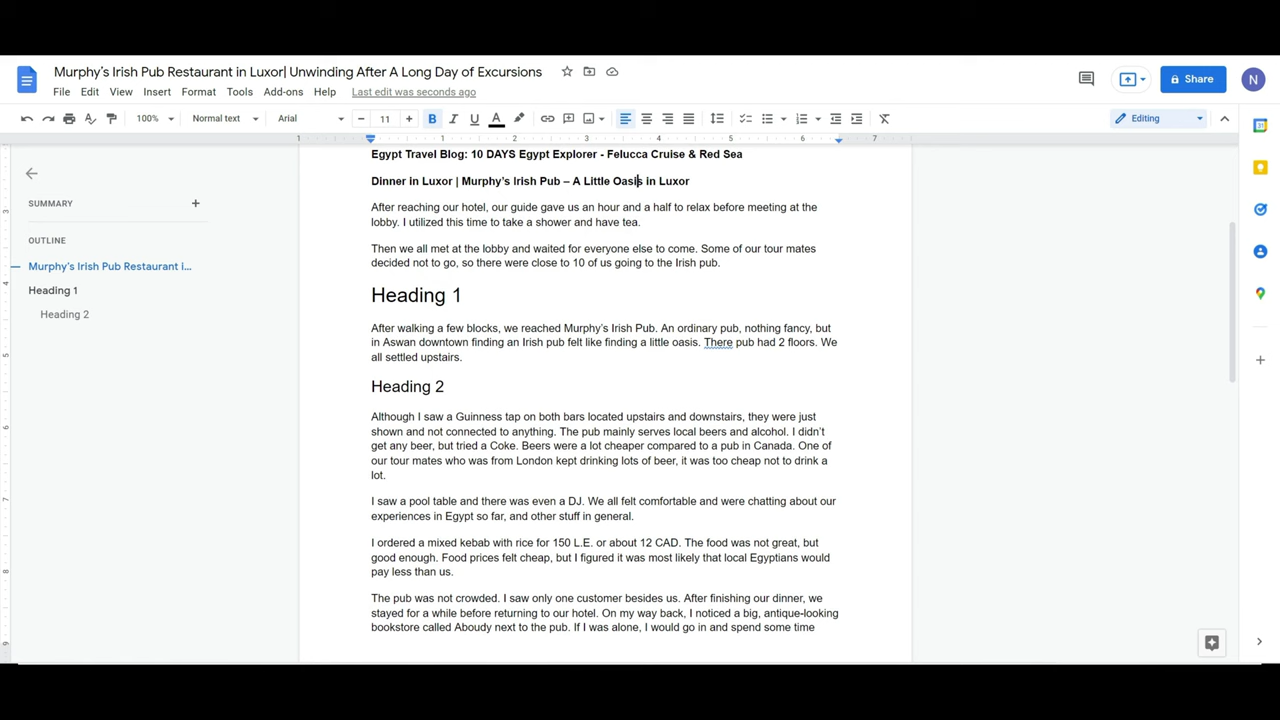 Murphy’s Irish Pub Restaurant in Luxor| Unwinding After A Long Day of Excursions
File Edit View Insert Format Tools Add-ons Help Last edit was seconds ago
Share
N
100% Normal text Arial 11 B I U A Editing
1 1 2 3 4 5 6 7
SUMMARY
OUTLINE
Murphy’s Irish Pub Restaurant i...
Heading 1
Heading 2
Egypt Travel Blog: 10 DAYS Egypt Explorer - Felucca Cruise & Red Sea
Dinner in Luxor | Murphy’s Irish Pub – A Little Oasis in Luxor
After reaching our hotel, our guide gave us an hour and a half to relax before meeting at the
lobby. I utilized this time to take a shower and have tea.
Then we all met at the lobby and waited for everyone else to come. Some of our tour mates
decided not to go, so there were close to 10 of us going to the Irish pub.
Heading 1
After walking a few blocks, we reached Murphy’s Irish Pub. An ordinary pub, nothing fancy, but
in Aswan downtown finding an Irish pub felt like finding a little oasis. There pub had 2 floors. We
all settled upstairs.
Heading 2
Although I saw a Guinness tap on both bars located upstairs and downstairs, they were just
shown and not connected to anything. The pub mainly serves local beers and alcohol. I didn’t
get any beer, but tried a Coke. Beers were a lot cheaper compared to a pub in Canada. One of
our tour mates who was from London kept drinking lots of beer, it was too cheap not to drink a
lot.
I saw a pool table and there was even a DJ. We all felt comfortable and were chatting about our
experiences in Egypt so far, and other stuff in general.
I ordered a mixed kebab with rice for 150 L.E. or about 12 CAD. The food was not great, but
good enough. Food prices felt cheap, but I figured it was most likely that local Egyptians would
pay less than us.
The pub was not crowded. I saw only one customer besides us. After finishing our dinner, we
stayed for a while before returning to our hotel. On my way back, I noticed a big, antique-looking
bookstore called Aboudy next to the pub. If I was alone, I would go in and spend some time